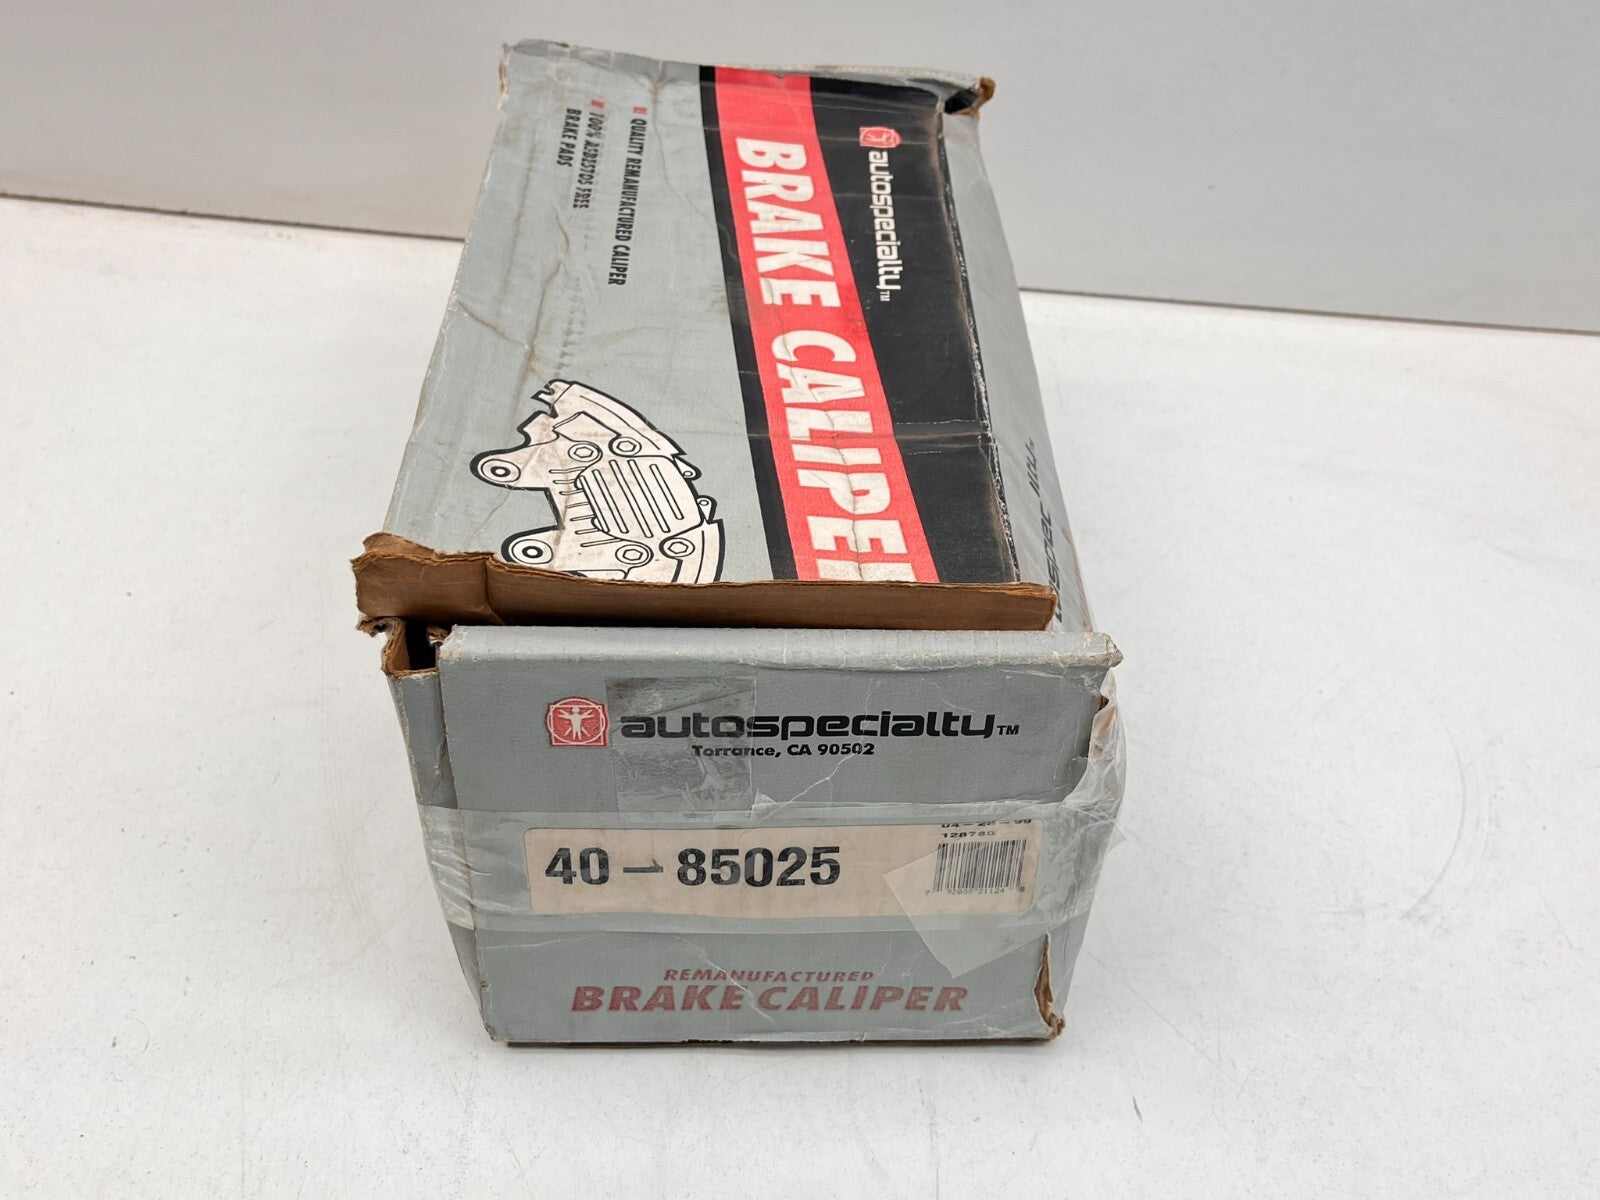 autospecialty™
BRAKE CALIPER
QUALITY REMANUFACTURED CALIPER
100% ASBESTOS FREE
BRAKE PADS
autospecialty™
Torrance, CA 90502
128780
40-85025
REMANUFACTURED
BRAKE CALIPER